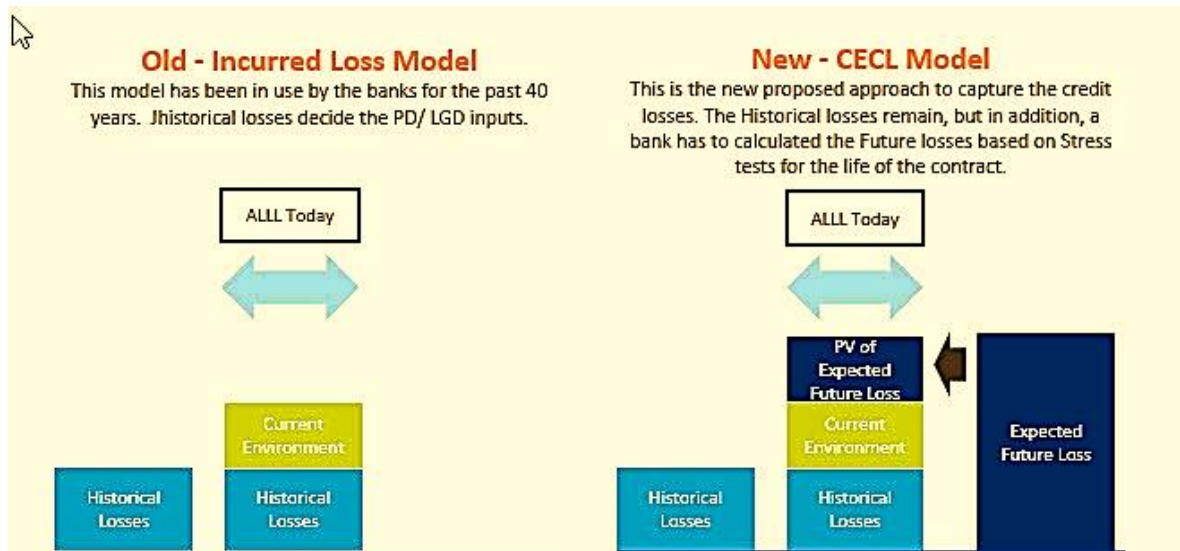 Old - Incurred Loss Model
This model has been in use by the banks for the past 40
years. Jhistorical losses decide the PD/ LGD inputs.
ALLL Today
Current
Environment
Historical
Losses
Historical
Losses
New - CECL Model
This is the new proposed approach to capture the credit
losses. The Historical losses remain, but in addition, a
bank has to calculated the Future losses based on Stress
tests for the life of the contract.
ALLL Today
PV of
Expected
Future Loss
Current
Environment
Historical
Losses
Historical
Losses
Expected
Future Loss